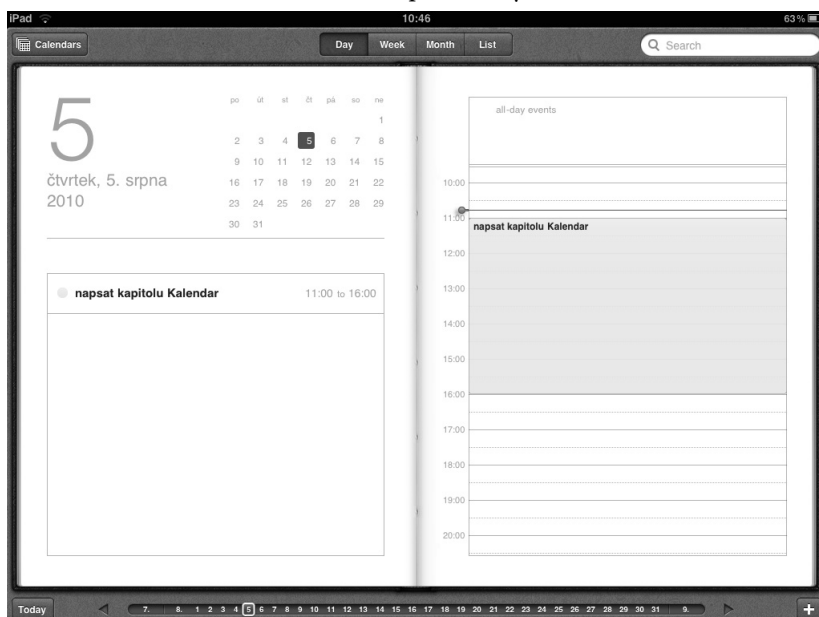 iPad 10:46 63 %
Calendars Day Week Month List Search
5
čtvrtek, 5. srpna
2010
po út st čt pá so ne
1
2 3 4 5 6 7 8
9 10 11 12 13 14 15
16 17 18 19 20 21 22
23 24 25 26 27 28 29
30 31
napsat kapitolu Kalendar 11:00 to 16:00
all-day events
10:00
11:00
napsat kapitolu Kalendar
12:00
13:00
14:00
15:00
16:00
17:00
18:00
19:00
20:00
Today 7. 8. 1 2 3 4 5 6 7 8 9 10 11 12 13 14 15 16 17 18 19 20 21 22 23 24 25 26 27 28 29 30 31 9. +